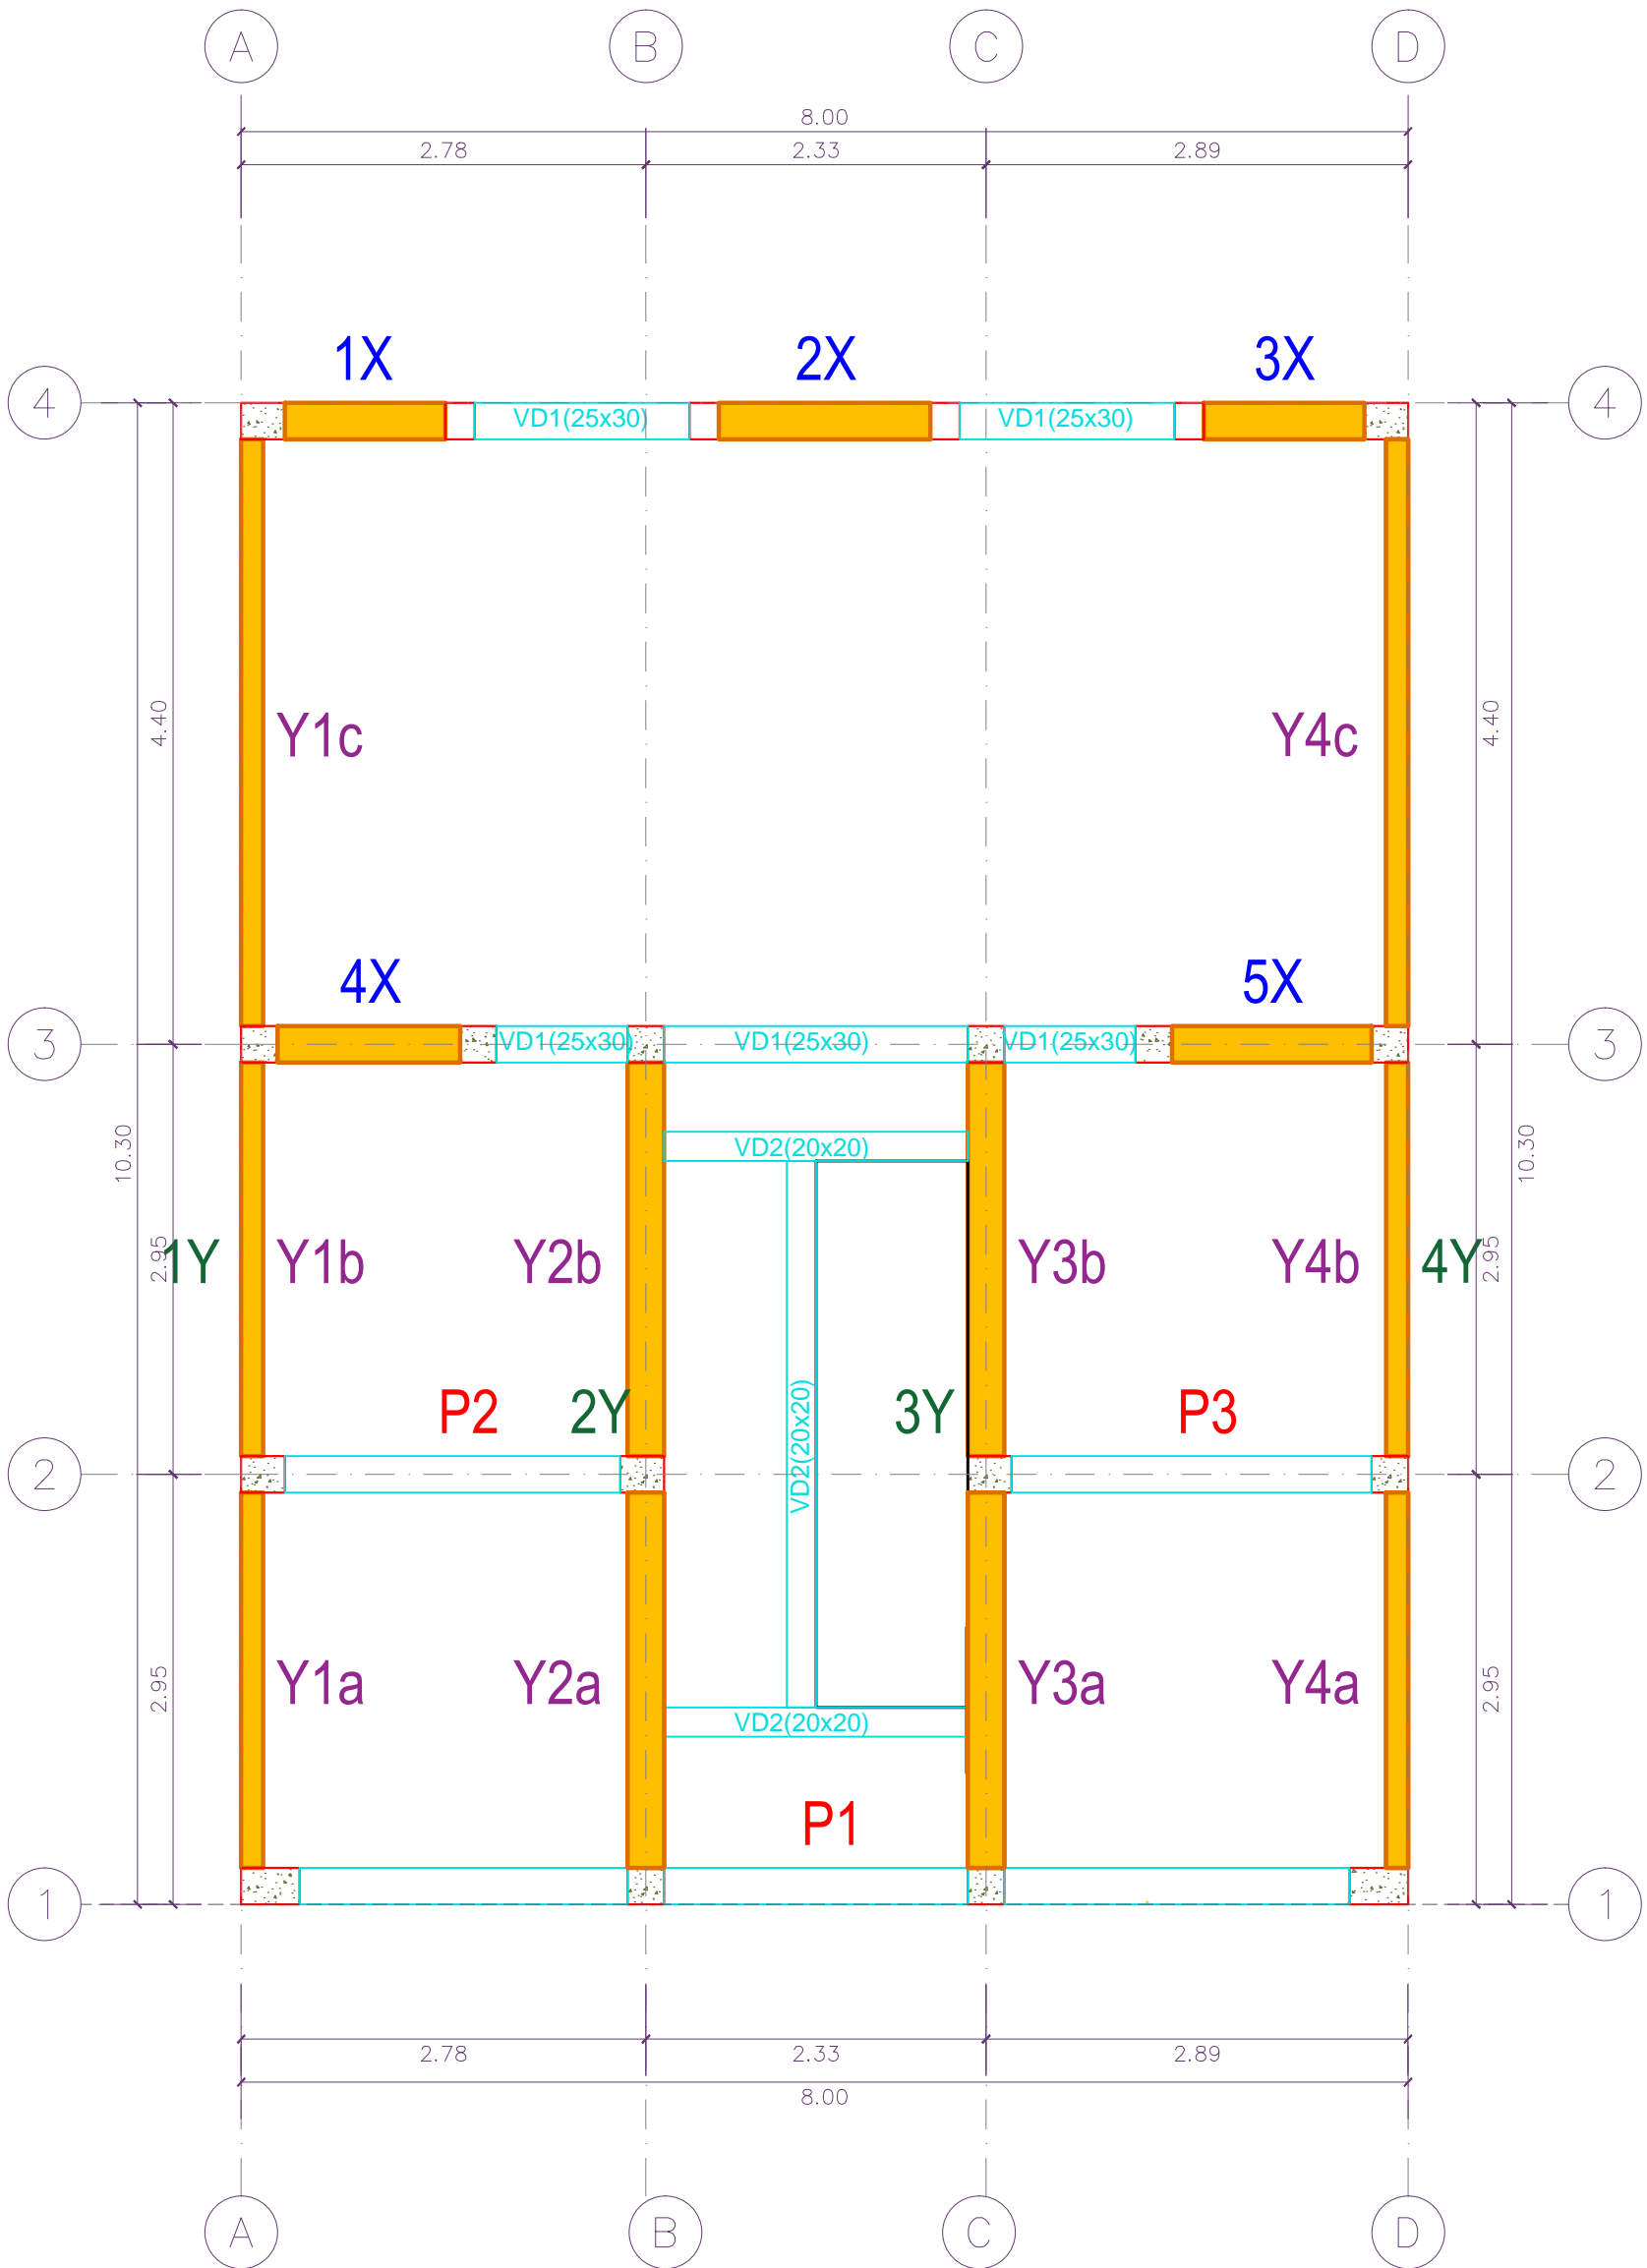 A B C D
8.00
2.78 2.33 2.89
1X 2X 3X
4 4
VD1(25x30) VD1(25x30)
4.40 Y1c Y4c 4.40
4X 5X
3 VD1(25x30) VD1(25x30) VD1(25x30) 3
VD2(20x20)
10.30 10.30
2.95 1Y Y1b Y2b Y3b Y4b 4Y 2.95
P2 2Y 3Y P3
VD2(20x20)
2 2
2.95 Y1a Y2a Y3a Y4a 2.95
VD2(20x20)
P1
1 1
2.78 2.33 2.89
8.00
A B C D